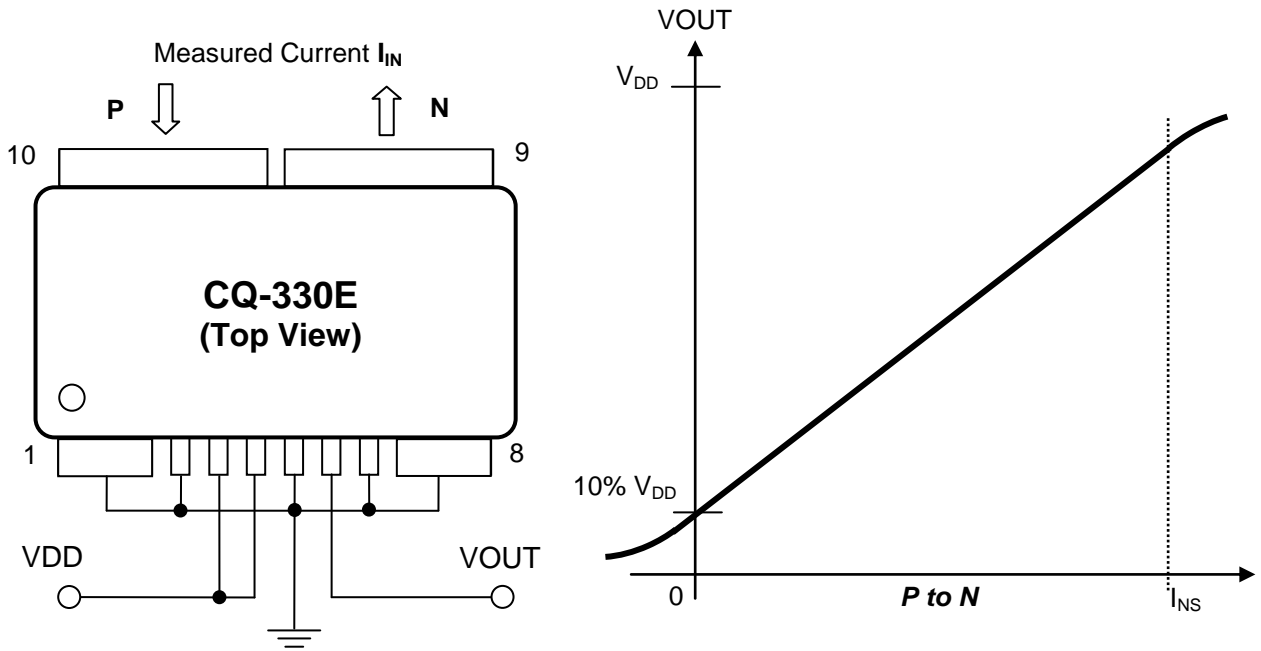 Measured Current IIN
P
N
10
9
CQ-330E
(Top View)
1
8
VDD
VOUT
VOUT
VDD
10% VDD
0
P to N
INS